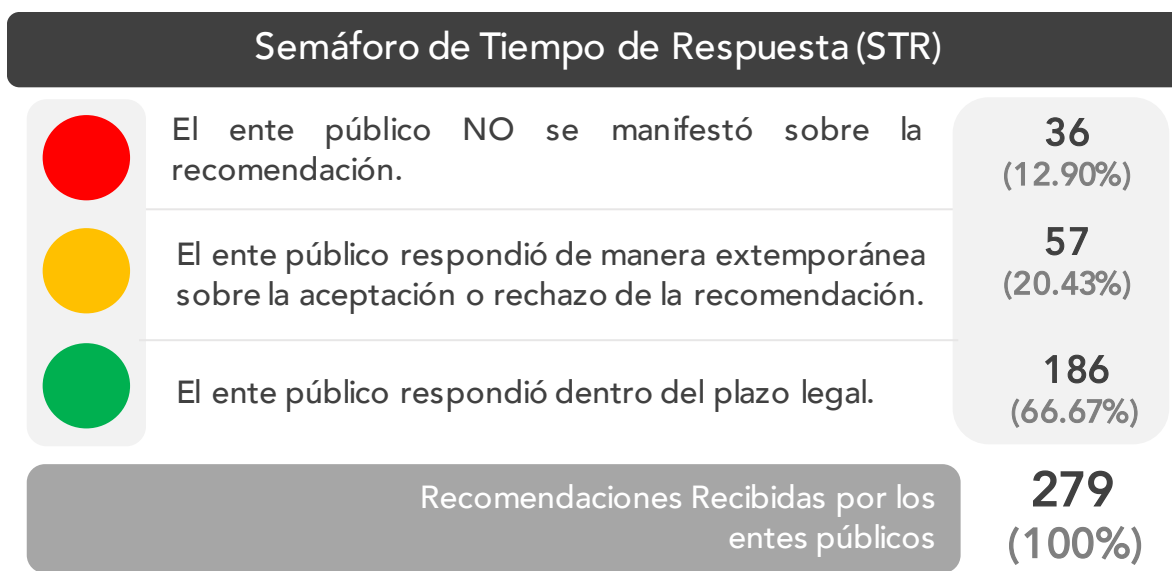 Semáforo de Tiempo de Respuesta (STR)
El ente público NO se manifestó sobre la
recomendación.
36
(12.90%)
El ente público respondió de manera extemporánea
sobre la aceptación o rechazo de la recomendación.
57
(20.43%)
El ente público respondió dentro del plazo legal.
186
(66.67%)
Recomendaciones Recibidas por los
entes públicos
279
(100%)